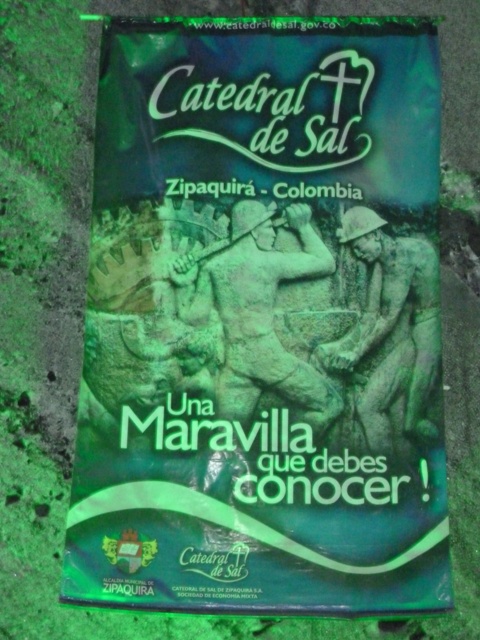 www.catedraldesal.gov.co
Catedral
de Sal
Zipaquirá - Colombia
Una
Maravilla
que debes
conocer !
ALCALDIA MUNICIPAL DE
ZIPAQUIRA
Catedral
de Sal
CATEDRAL DE SAL DE ZIPAQUIRA S.A.
SOCIEDAD DE ECONOMIA MIXTA